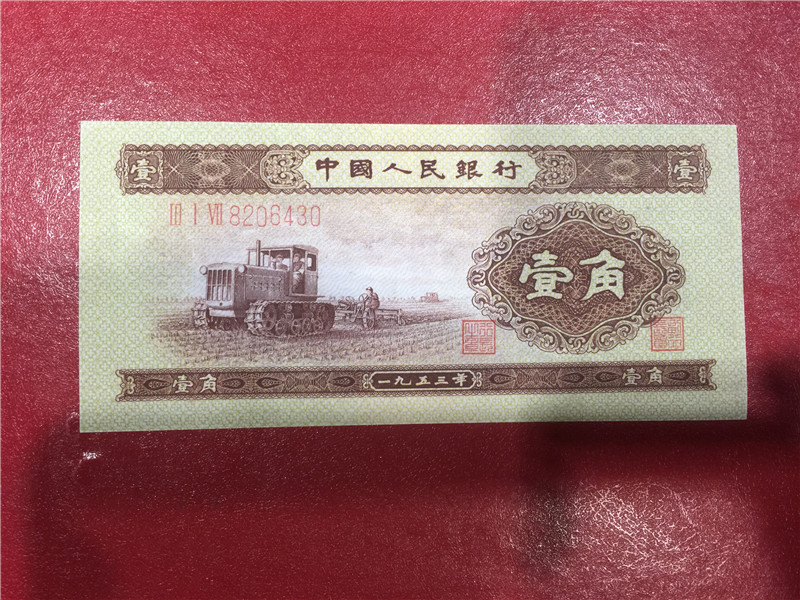 壹 中國人民銀行 壹
III I VII 8206430
壹角
壹角 一九五三年 壹角